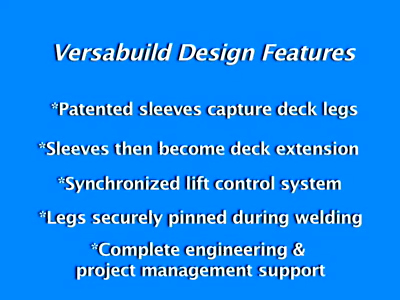 Versabuild Design Features
*Patented sleeves capture deck legs
*Sleeves then become deck extension
*Synchronized lift control system
*Legs securely pinned during welding
*Complete engineering &
project management support